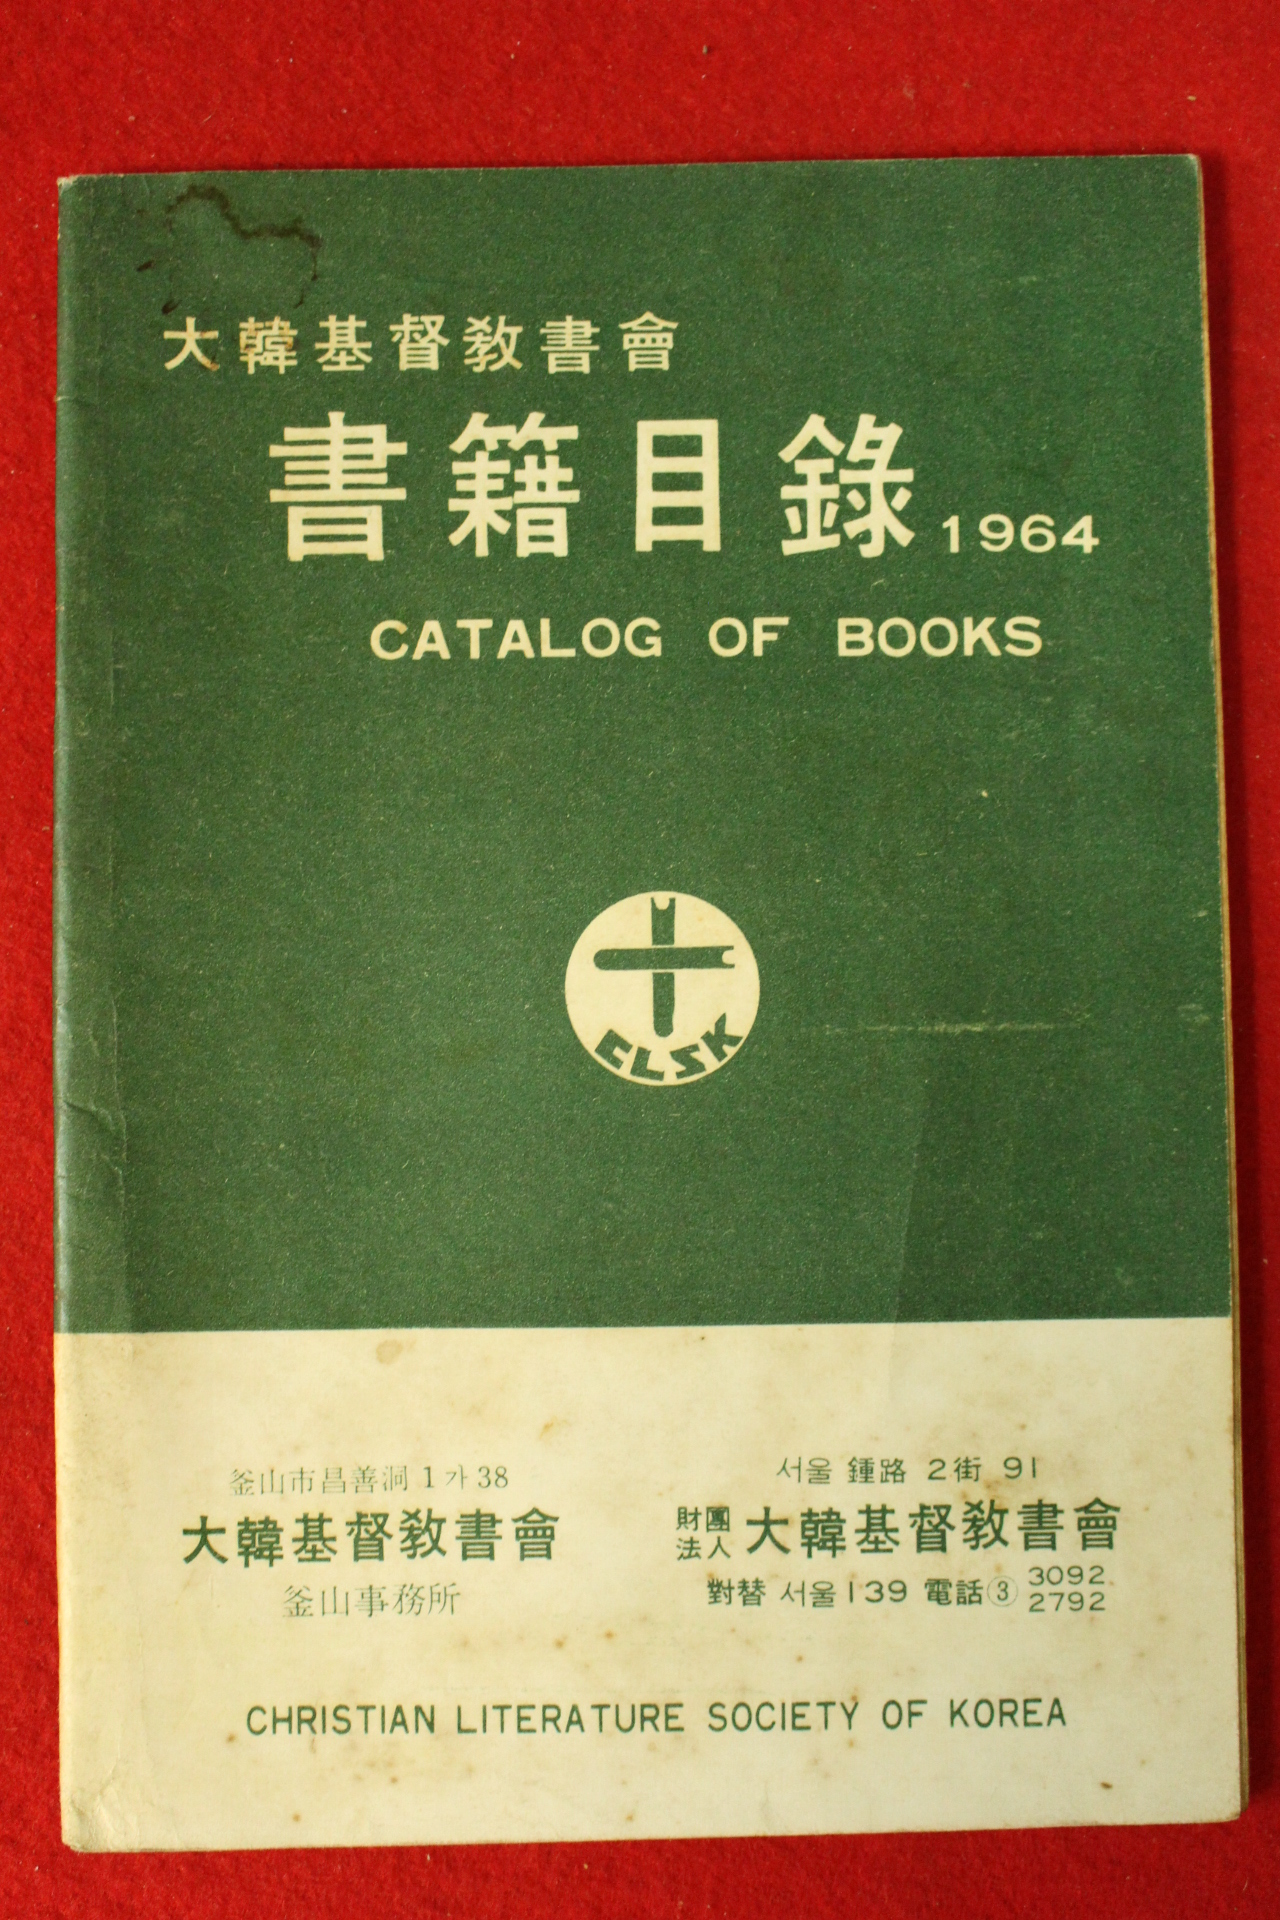 大韓基督敎書會
書籍目錄 1964
CATALOG OF BOOKS
CLSK
釜山市昌善洞 1가 38
大韓基督敎書會
釜山事務所
서울 鍾路 2街 91
財團法人 大韓基督敎書會
對替 서울 139 電話③ 3092 2792
CHRISTIAN LITERATURE SOCIETY OF KOREA